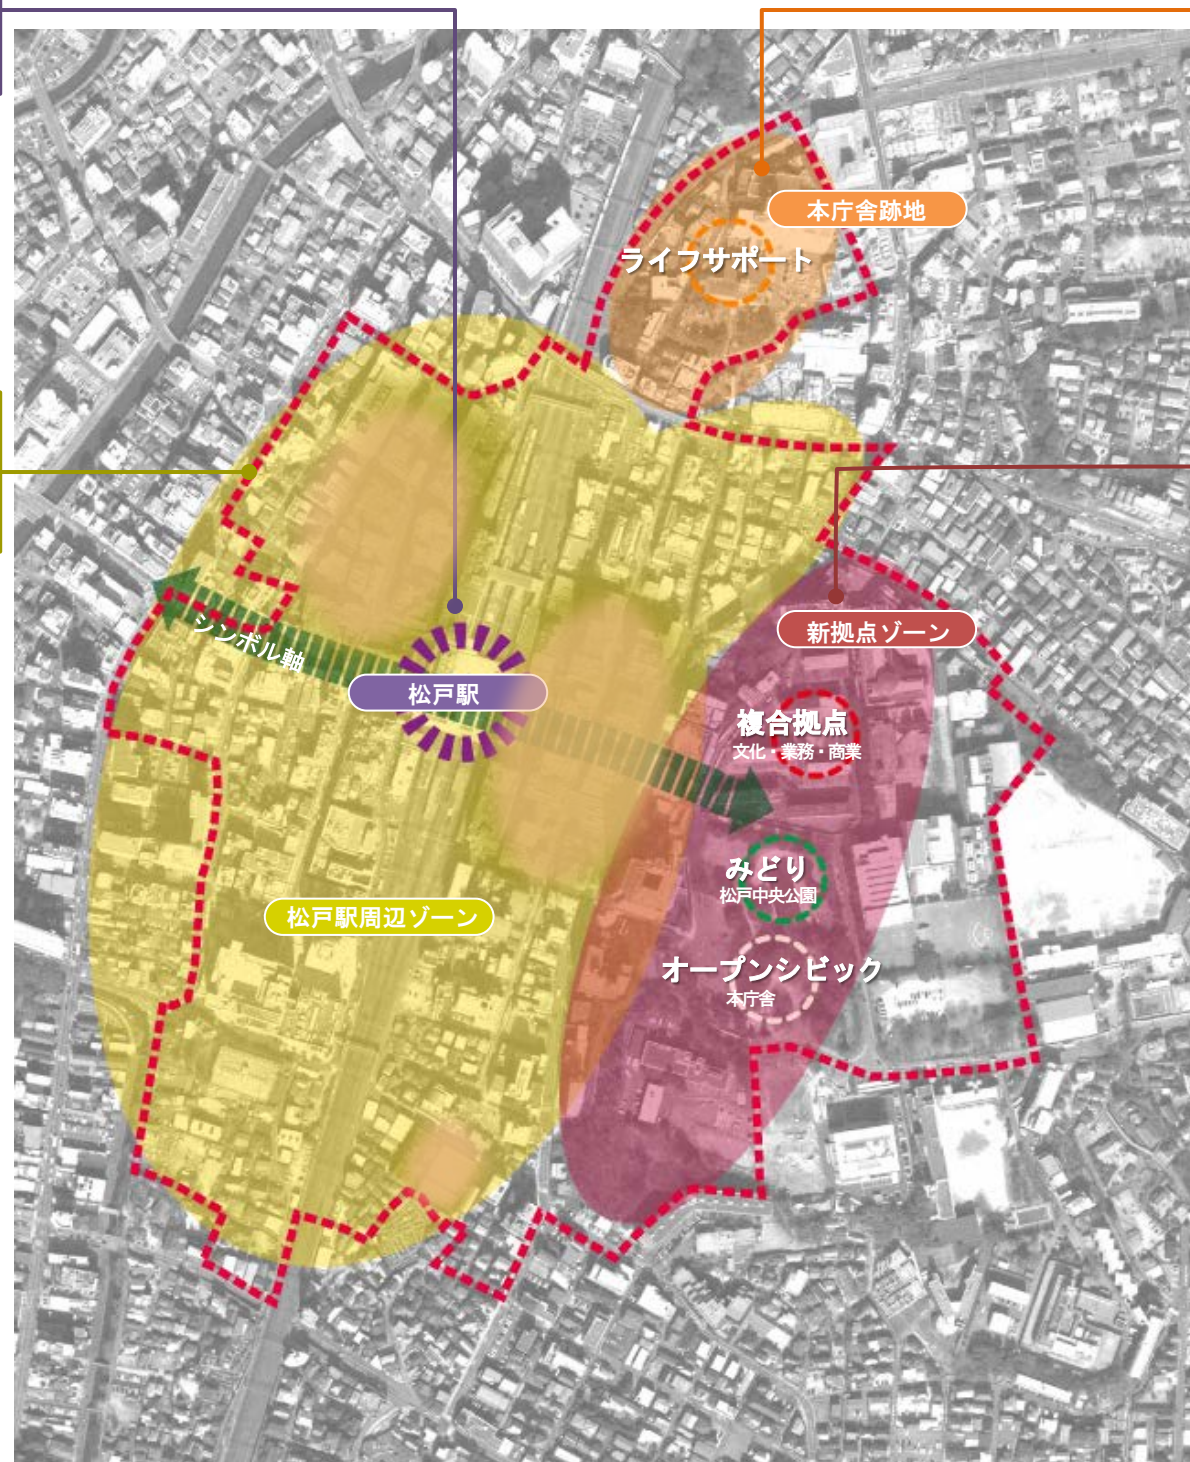 本庁舎跡地
ライフサポート
新拠点ゾーン
シンボル軸
松戸駅
複合拠点
文化・業務・商業
みどり
松戸中央公園
松戸駅周辺ゾーン
オープンシビック
本庁舎